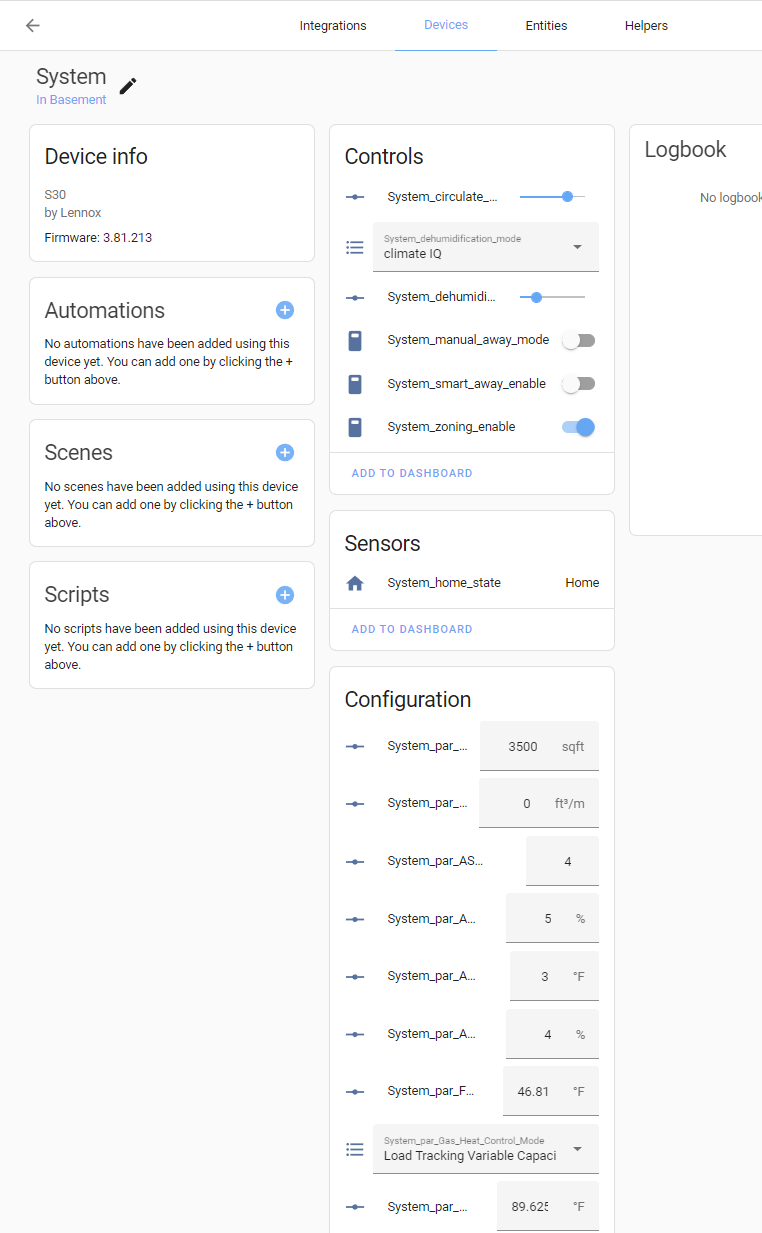 Integrations Devices Entities Helpers
System
In Basement
Device info
S30
by Lennox
Firmware: 3.81.213
Automations
No automations have been added using this
device yet. You can add one by clicking the +
button above.
Scenes
No scenes have been added using this device
yet. You can add one by clicking the + button
above.
Scripts
No scripts have been added using this device
yet. You can add one by clicking the + button
above.
Controls
System_circulate_...
System_dehumidification_mode
climate IQ
System_dehumidi...
System_manual_away_mode
System_smart_away_enable
System_zoning_enable
ADD TO DASHBOARD
Sensors
System_home_state Home
ADD TO DASHBOARD
Configuration
System_par_... 3500 sqft
System_par_... 0 ft³/m
System_par_AS... 4
System_par_A... 5 %
System_par_A... 3 °F
System_par_A... 4 %
System_par_F... 46.81 °F
System_par_Gas_Heat_Control_Mode
Load Tracking Variable Capaci
System_par_... 89.625 °F
Logbook
No logbook